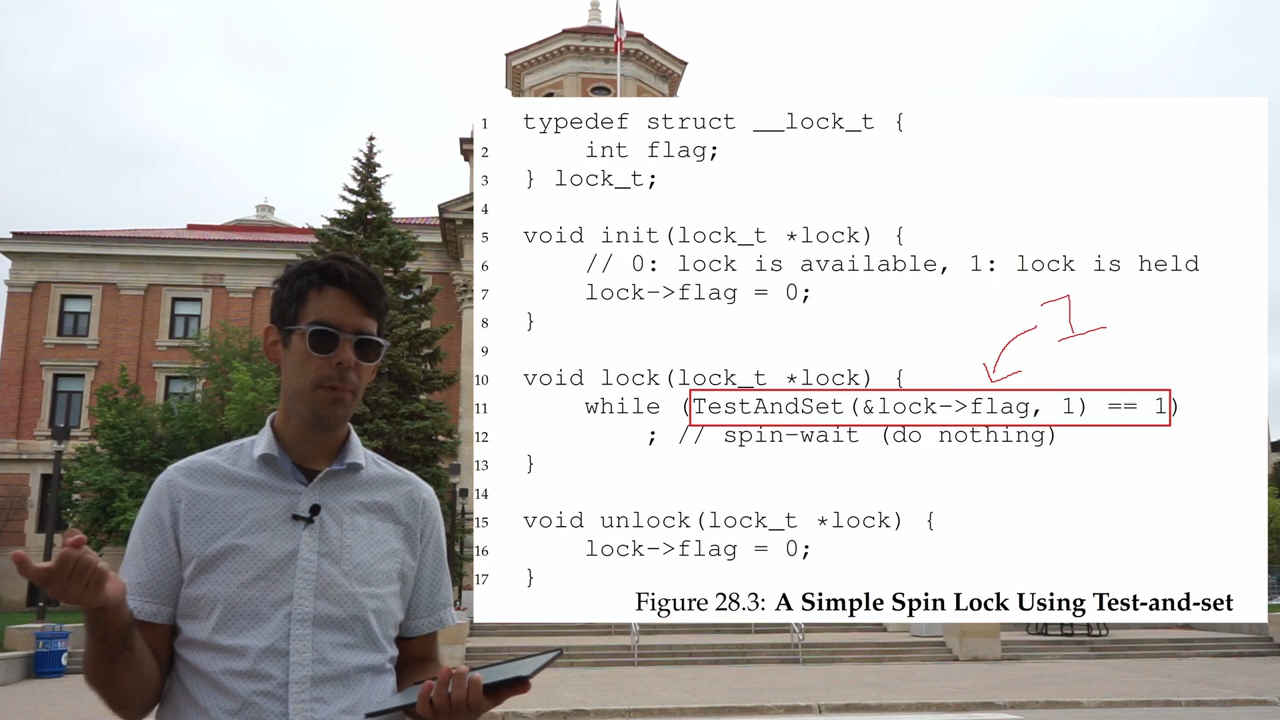 1 typedef struct __lock_t {
2 int flag;
3 } lock_t;
4
5 void init(lock_t *lock) {
6 // 0: lock is available, 1: lock is held
7 lock->flag = 0;
8 }
9
1
10 void lock(lock_t *lock) {
11 while (TestAndSet(&lock->flag, 1) == 1)
12 ; // spin-wait (do nothing)
13 }
14
15 void unlock(lock_t *lock) {
16 lock->flag = 0;
17 }
Figure 28.3: A Simple Spin Lock Using Test-and-set